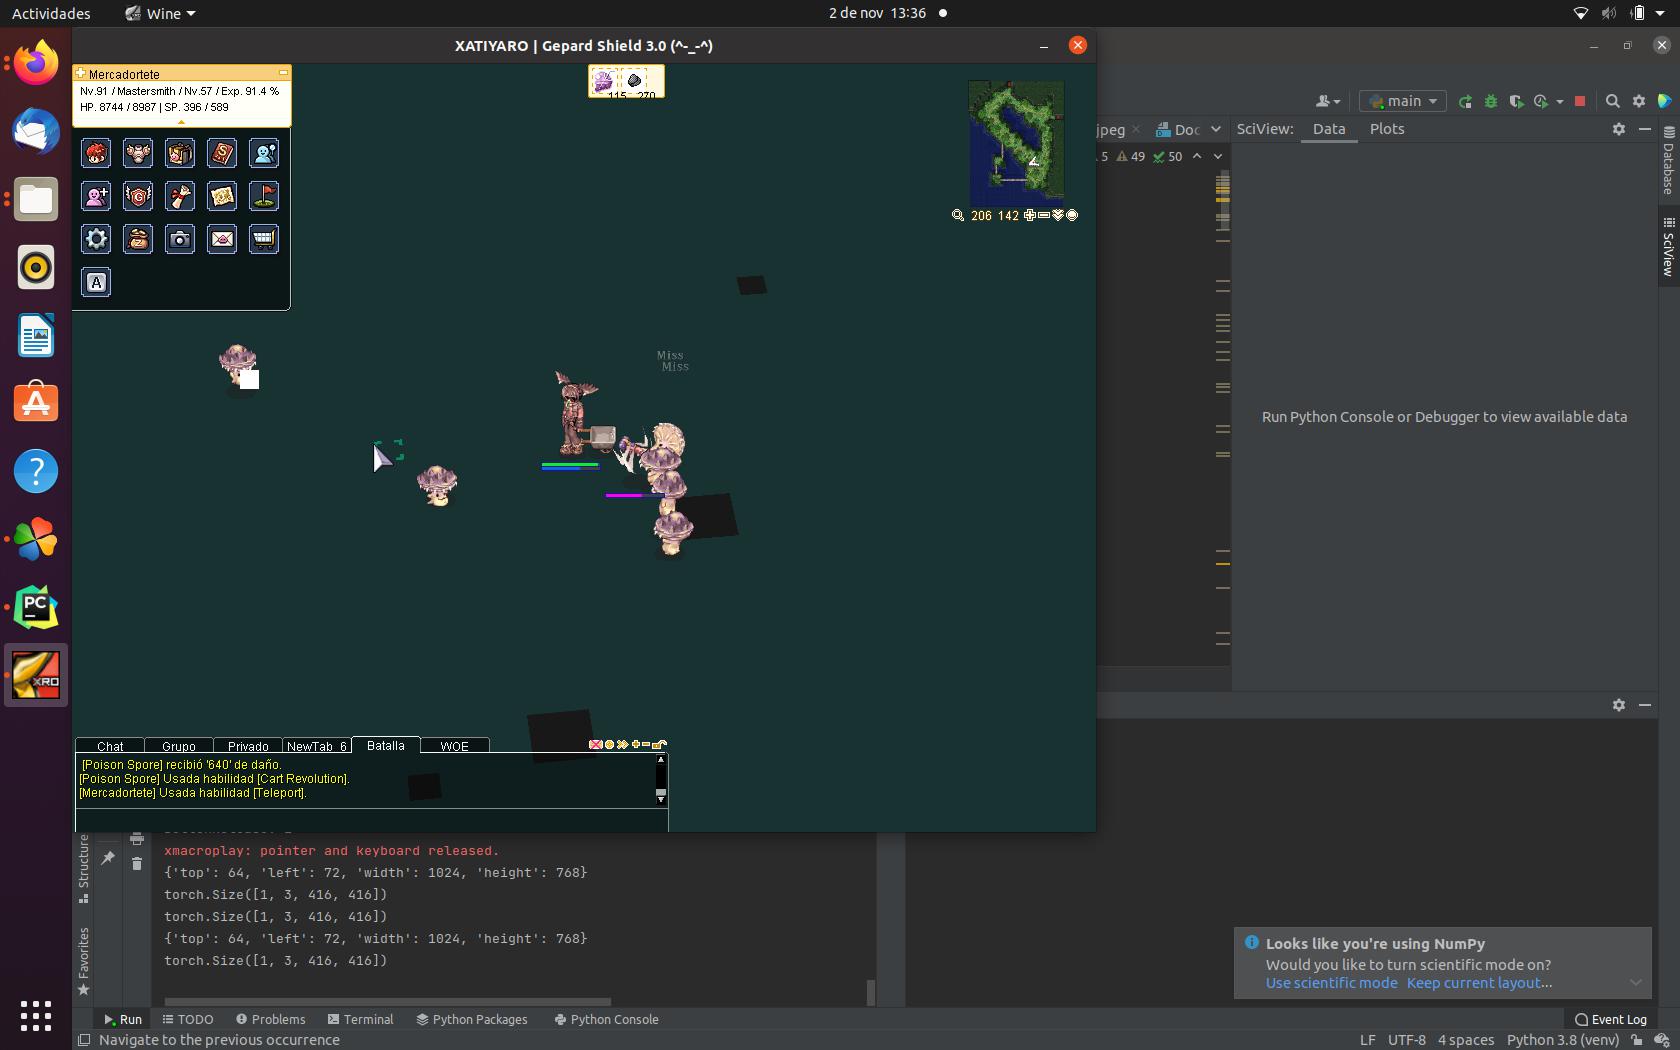 Actividades
Wine
2 de nov 13:36
XATIYARO | Gepard Shield 3.0 (^-_-^)
Mercadortete
Nv.91 / Mastersmith / Nv.57 / Exp. 91.4 %
HP. 8744 / 8987 | SP. 396 / 589
115 270
206 142
A
Miss
Miss
Chat
Grupo
Privado
NewTab 6
Batalla
WOE
[Poison Spore] recibió '640' de daño.
[Poison Spore] Usada habilidad [Cart Revolution].
[Mercadortete] Usada habilidad [Teleport].
PC
XRO
main
jpeg
Doc
SciView:
Data
Plots
5 49 50
Database
SciView
Run Python Console or Debugger to view available data
xmacroplay: pointer and keyboard released.
{'top': 64, 'left': 72, 'width': 1024, 'height': 768}
torch.Size([1, 3, 416, 416])
torch.Size([1, 3, 416, 416])
{'top': 64, 'left': 72, 'width': 1024, 'height': 768}
torch.Size([1, 3, 416, 416])
Structure
Favorites
Looks like you're using NumPy
Would you like to turn scientific mode on?
Use scientific mode Keep current layout...
Run
TODO
Problems
Terminal
Python Packages
Python Console
Event Log
Navigate to the previous occurrence
LF UTF-8 4 spaces Python 3.8 (venv)